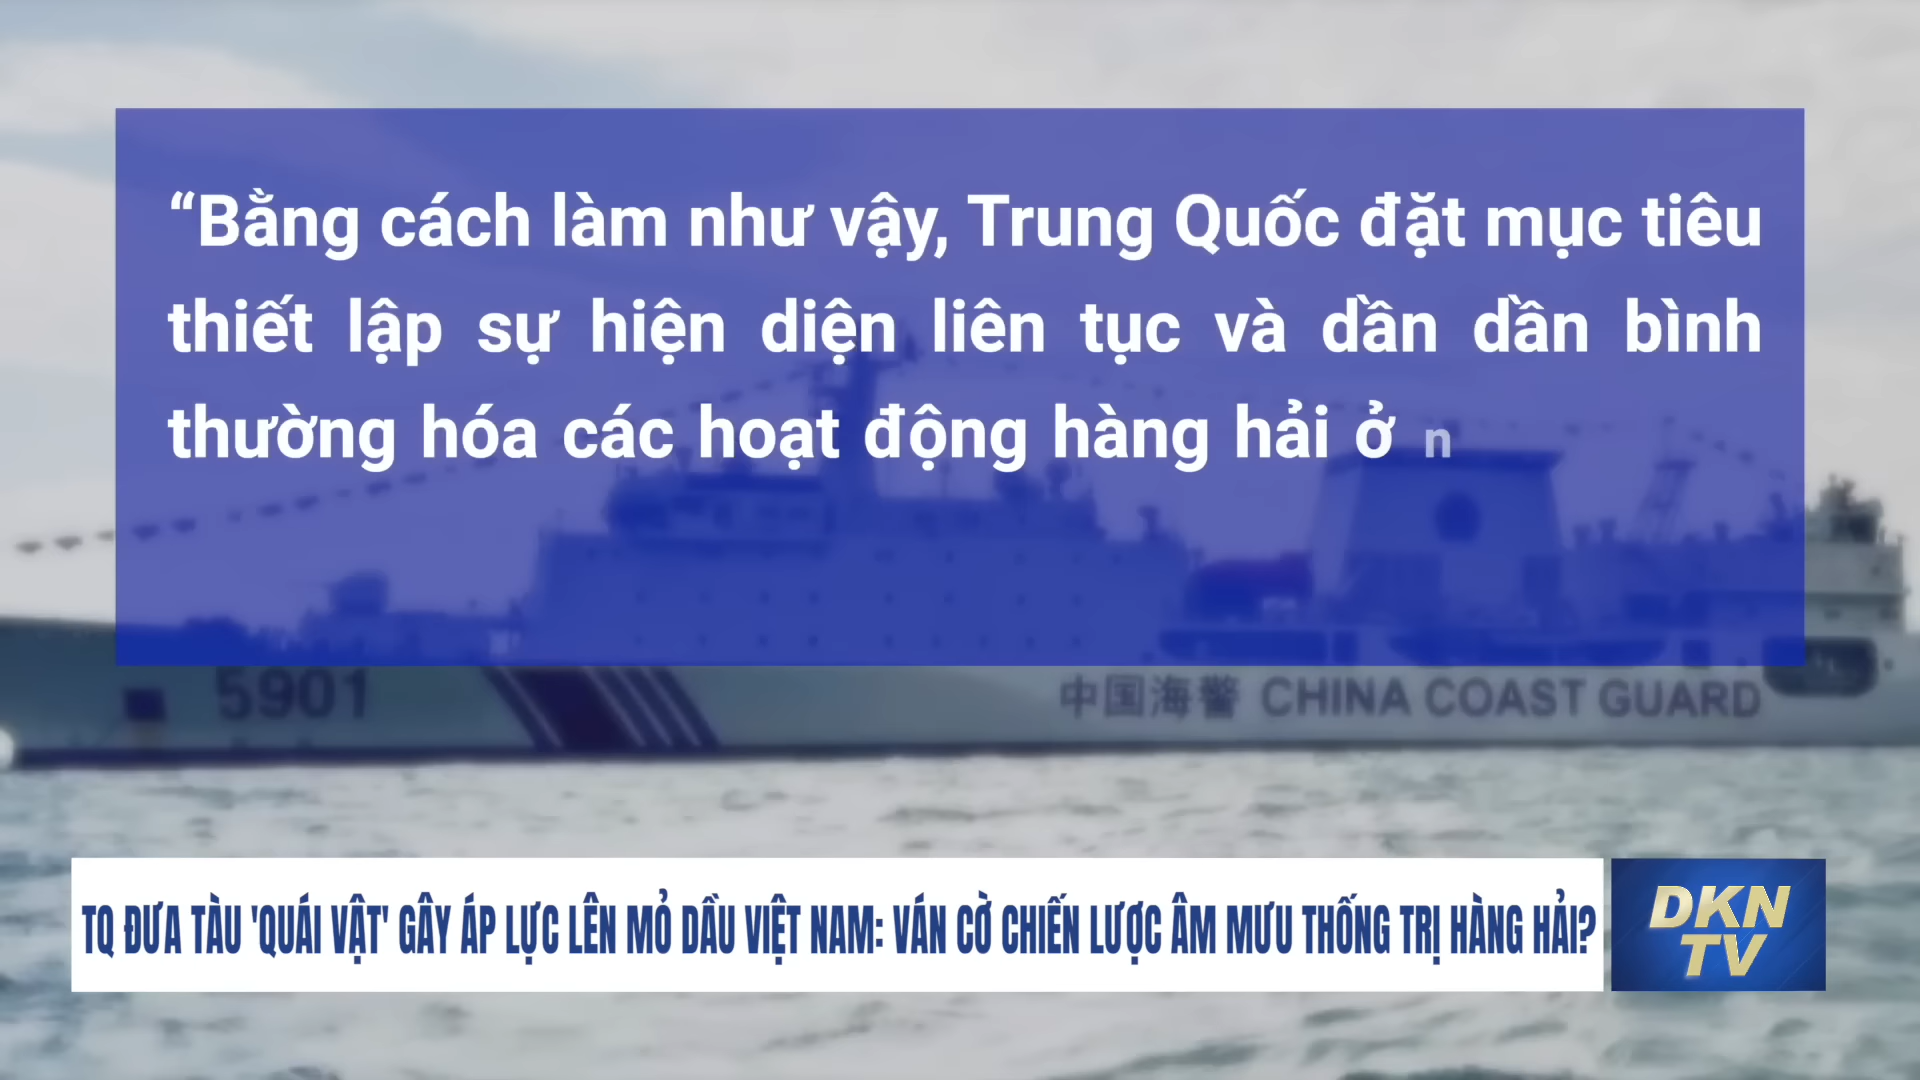 “Bằng cách làm như vậy, Trung Quốc đặt mục tiêu
thiết lập sự hiện diện liên tục và dần dần bình
thường hóa các hoạt động hàng hải ở n
5901
中国海警 CHINA COAST GUARD
TQ ĐƯA TÀU 'QUÁI VẬT' GÂY ÁP LỰC LÊN MỎ DẦU VIỆT NAM: VÁN CỜ CHIẾN LƯỢC ÂM MƯU THỐNG TRỊ HÀNG HẢI?
DKN
TV